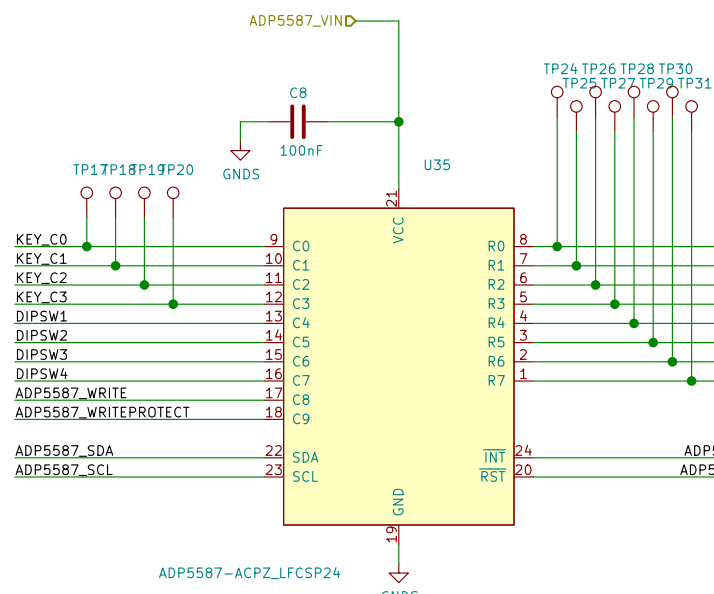 ADP5587_VIN
C8
100nF
GNDS
U35
TP24 TP26 TP28 TP30
TP25 TP27 TP29 TP31
TP17 TP18 TP19 TP20
21
VCC
KEY_C0 9 C0 R0 8
KEY_C1 10 C1 R1 7
KEY_C2 11 C2 R2 6
KEY_C3 12 C3 R3 5
DIPSW1 13 C4 R4 4
DIPSW2 14 C5 R5 3
DIPSW3 15 C6 R6 2
DIPSW4 16 C7 R7 1
ADP5587_WRITE 17 C8
ADP5587_WRITEPROTECT 18 C9
ADP5587_SDA 22 SDA INT 24 ADP5
ADP5587_SCL 23 SCL RST 20 ADP5
GND
19
ADP5587-ACPZ_LFCSP24
GNDS